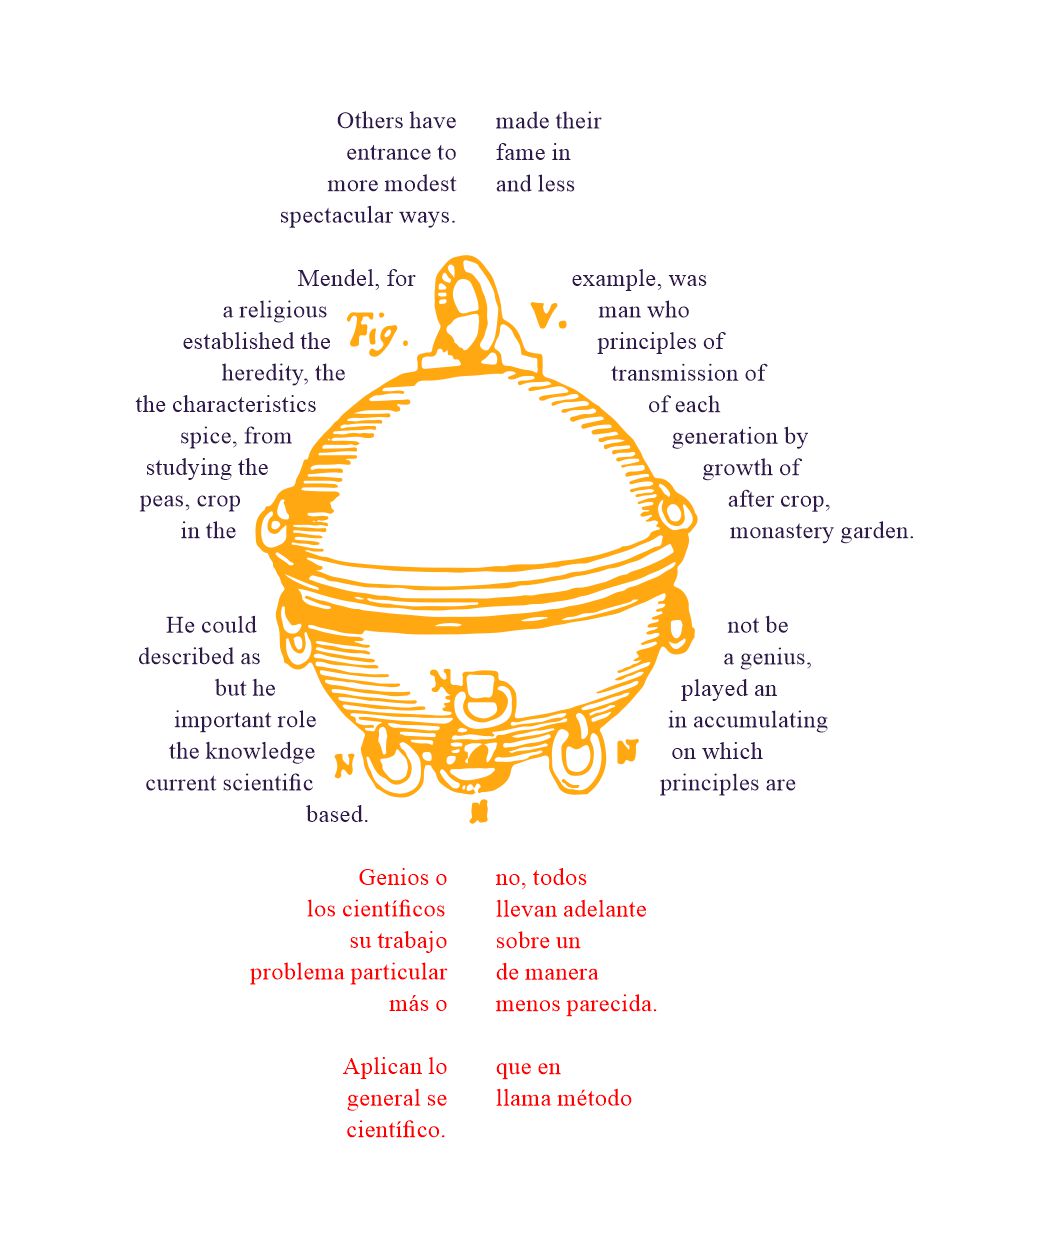 Others have made their
entrance to fame in
more modest and less
spectacular ways.
Mendel, for example, was
a religious man who
established the principles of
heredity, the transmission of
the characteristics of each
spice, from generation by
studying the growth of
peas, crop after crop,
in the monastery garden.
Fig. V.
He could not be
described as a genius,
but he played an
important role in accumulating
the knowledge on which
current scientific principles are
based.
N
N
N
N
Genios o no, todos
los científicos llevan adelante
su trabajo sobre un
problema particular de manera
más o menos parecida.
Aplican lo que en
general se llama método
científico.